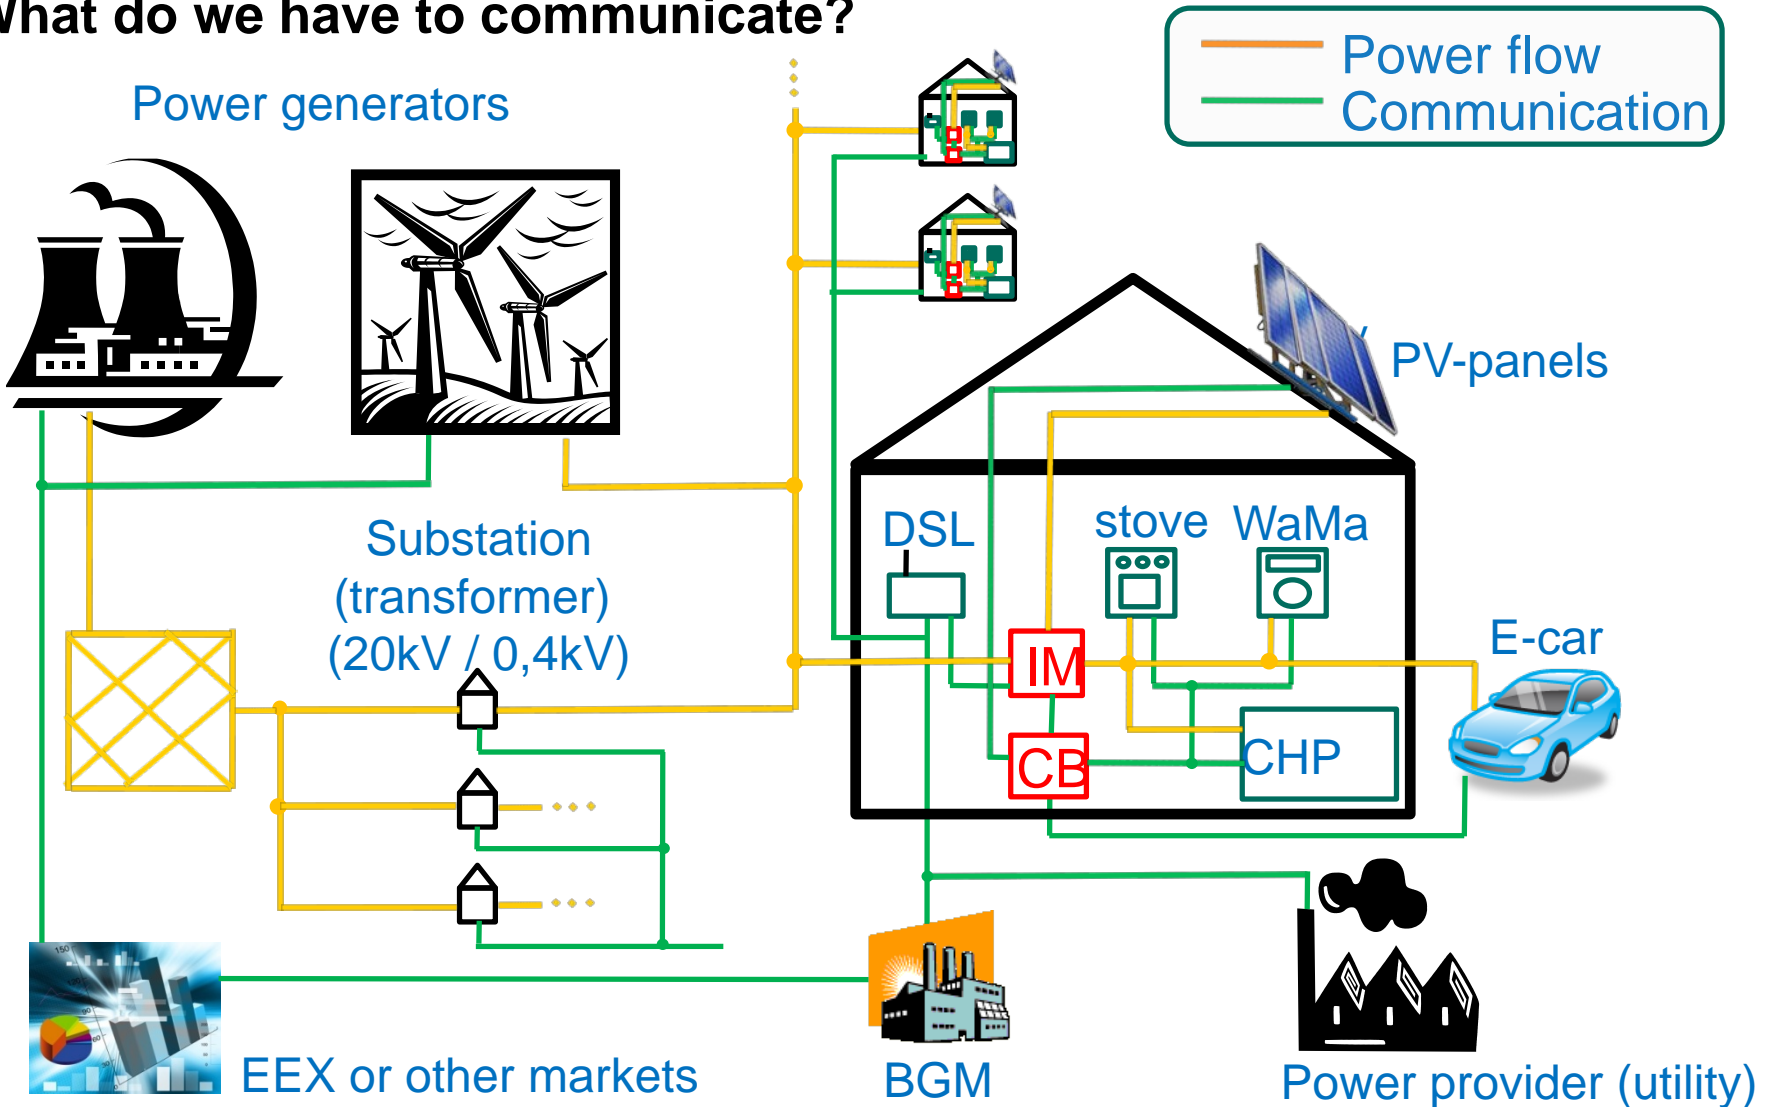 What do we have to communicate?
Power flow
Communication
Power generators
PV-panels
Substation
(transformer)
(20kV / 0,4kV)
DSL
stove
WaMa
E-car
IM
CB
CHP
EEX or other markets
BGM
Power provider (utility)